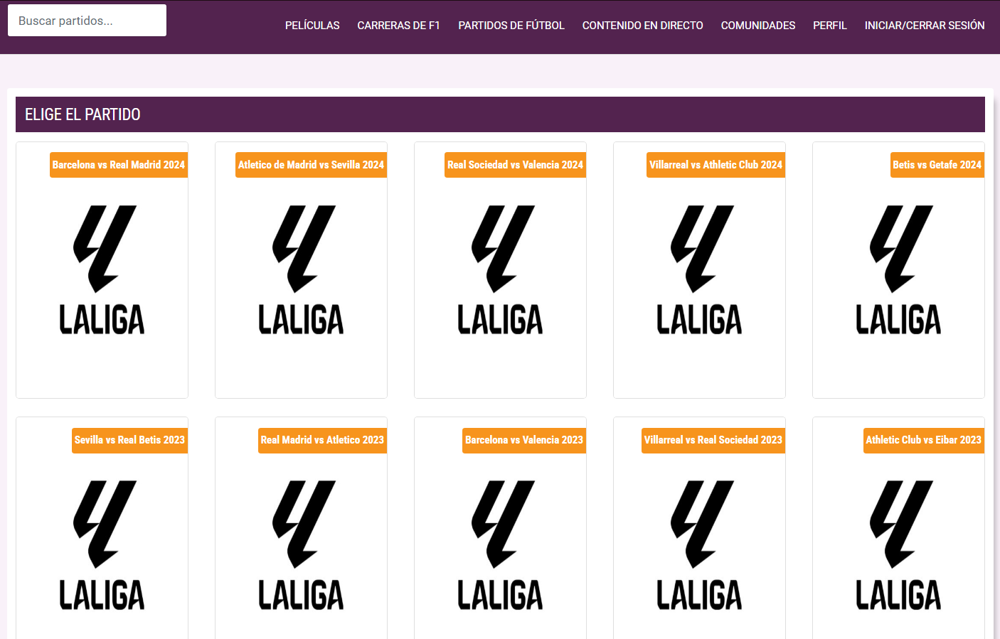 Buscar partidos...
PELÍCULAS
CARRERAS DE F1
PARTIDOS DE FÚTBOL
CONTENIDO EN DIRECTO
COMUNIDADES
PERFIL
INICIAR/CERRAR SESIÓN
ELIGE EL PARTIDO
Barcelona vs Real Madrid 2024
LALIGA
Atletico de Madrid vs Sevilla 2024
LALIGA
Real Sociedad vs Valencia 2024
LALIGA
Villarreal vs Athletic Club 2024
LALIGA
Betis vs Getafe 2024
LALIGA
Sevilla vs Real Betis 2023
LALIGA
Real Madrid vs Atletico 2023
LALIGA
Barcelona vs Valencia 2023
LALIGA
Villarreal vs Real Sociedad 2023
LALIGA
Athletic Club vs Eibar 2023
LALIGA